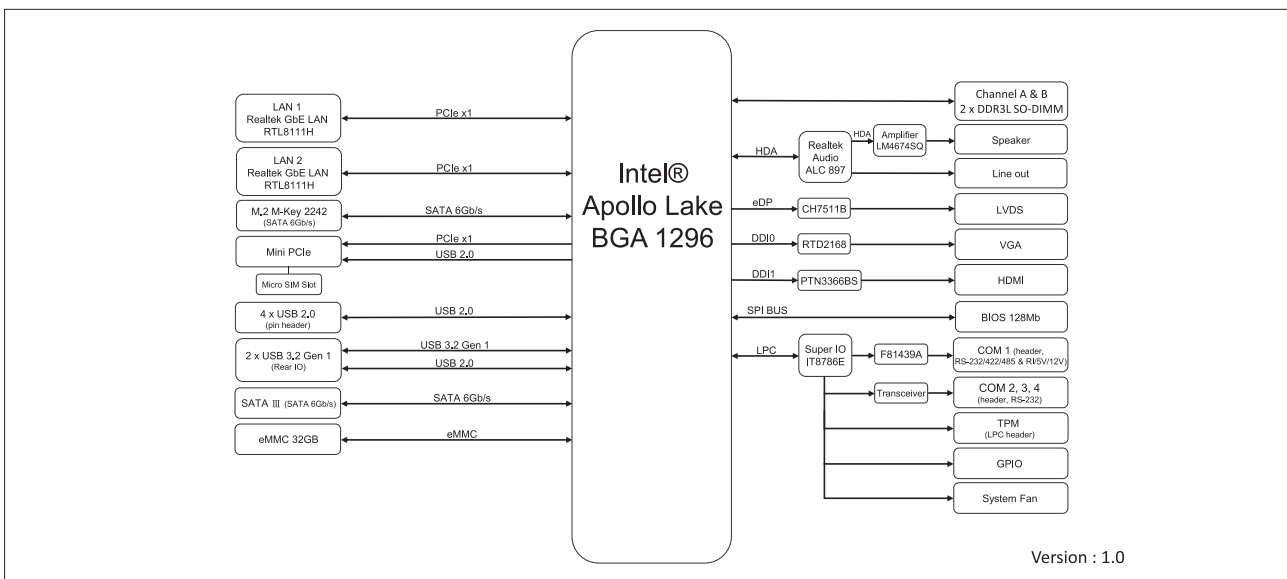 LAN 1
Realtek GbE LAN
RTL8111H
PCIe x1
LAN 2
Realtek GbE LAN
RTL8111H
PCIe x1
M.2 M-Key 2242
(SATA 6Gb/s)
SATA 6Gb/s
Mini PCIe
PCIe x1
USB 2.0
Micro SIM Slot
4 x USB 2.0
(pin header)
USB 2.0
2 x USB 3.2 Gen 1
(Rear IO)
USB 3.2 Gen 1
USB 2.0
SATA III (SATA 6Gb/s)
SATA 6Gb/s
eMMC 32GB
eMMC
Intel®
Apollo Lake
BGA 1296
Channel A & B
2 x DDR3L SO-DIMM
HDA
Realtek
Audio
ALC 897
HDA
Amplifier
LM4674SQ
Speaker
Line out
eDP
CH7511B
LVDS
DDI0
RTD2168
VGA
DDI1
PTN3366BS
HDMI
SPI BUS
BIOS 128Mb
LPC
Super IO
IT8786E
F81439A
COM 1 (header,
RS-232/422/485 & RI/5V/12V)
Transceiver
COM 2, 3, 4
(header, RS-232)
TPM
(LPC header)
GPIO
System Fan
Version : 1.0